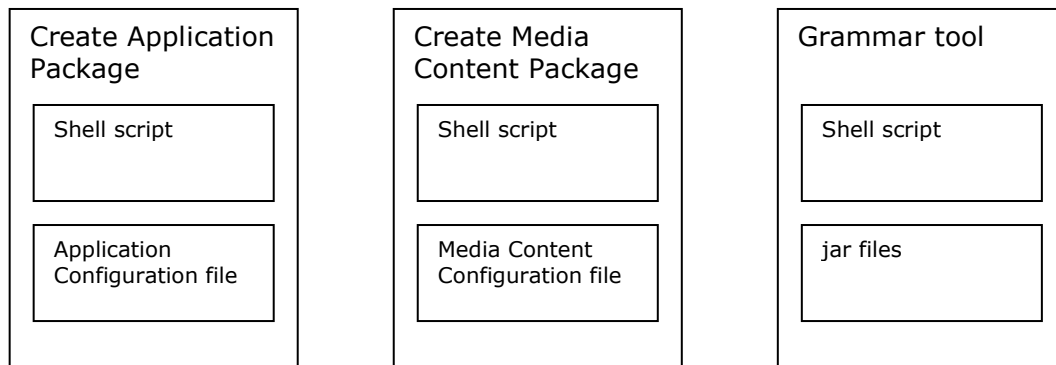 Create Application
Package
Shell script
Application
Configuration file
Create Media
Content Package
Shell script
Media Content
Configuration file
Grammar tool
Shell script
jar files